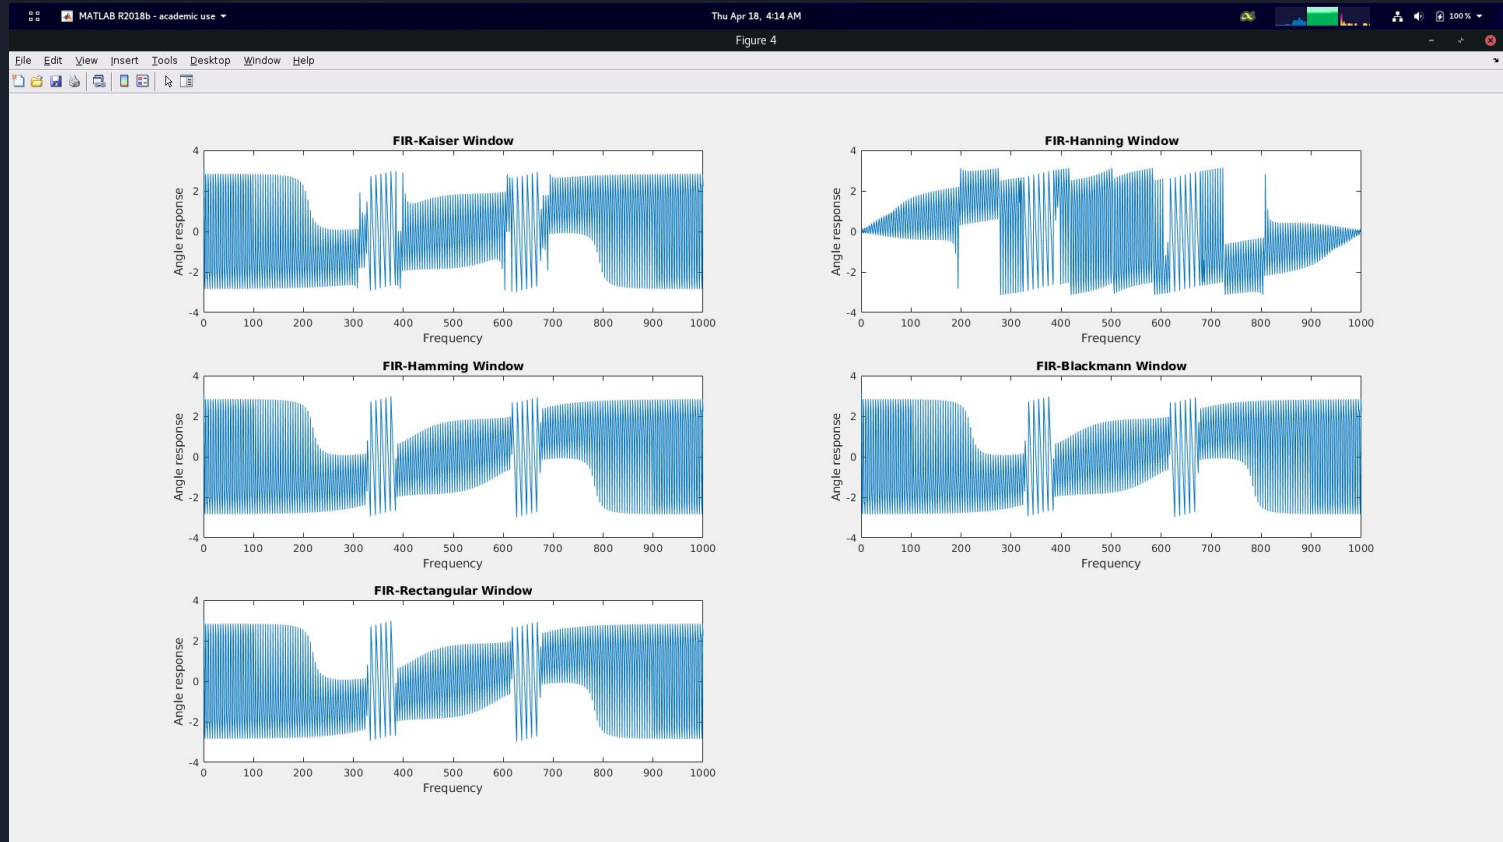 MATLAB R2018b - academic use
Thu Apr 18, 4:14 AM
100 %
Figure 4
File Edit View Insert Tools Desktop Window Help
FIR-Kaiser Window
4
2
0
-2
-4
Angle response
0 100 200 300 400 500 600 700 800 900 1000
Frequency
FIR-Hanning Window
4
2
0
-2
-4
Angle response
0 100 200 300 400 500 600 700 800 900 1000
Frequency
FIR-Hamming Window
4
2
0
-2
-4
Angle response
0 100 200 300 400 500 600 700 800 900 1000
Frequency
FIR-Blackmann Window
4
2
0
-2
-4
Angle response
0 100 200 300 400 500 600 700 800 900 1000
Frequency
FIR-Rectangular Window
4
2
0
-2
-4
Angle response
0 100 200 300 400 500 600 700 800 900 1000
Frequency